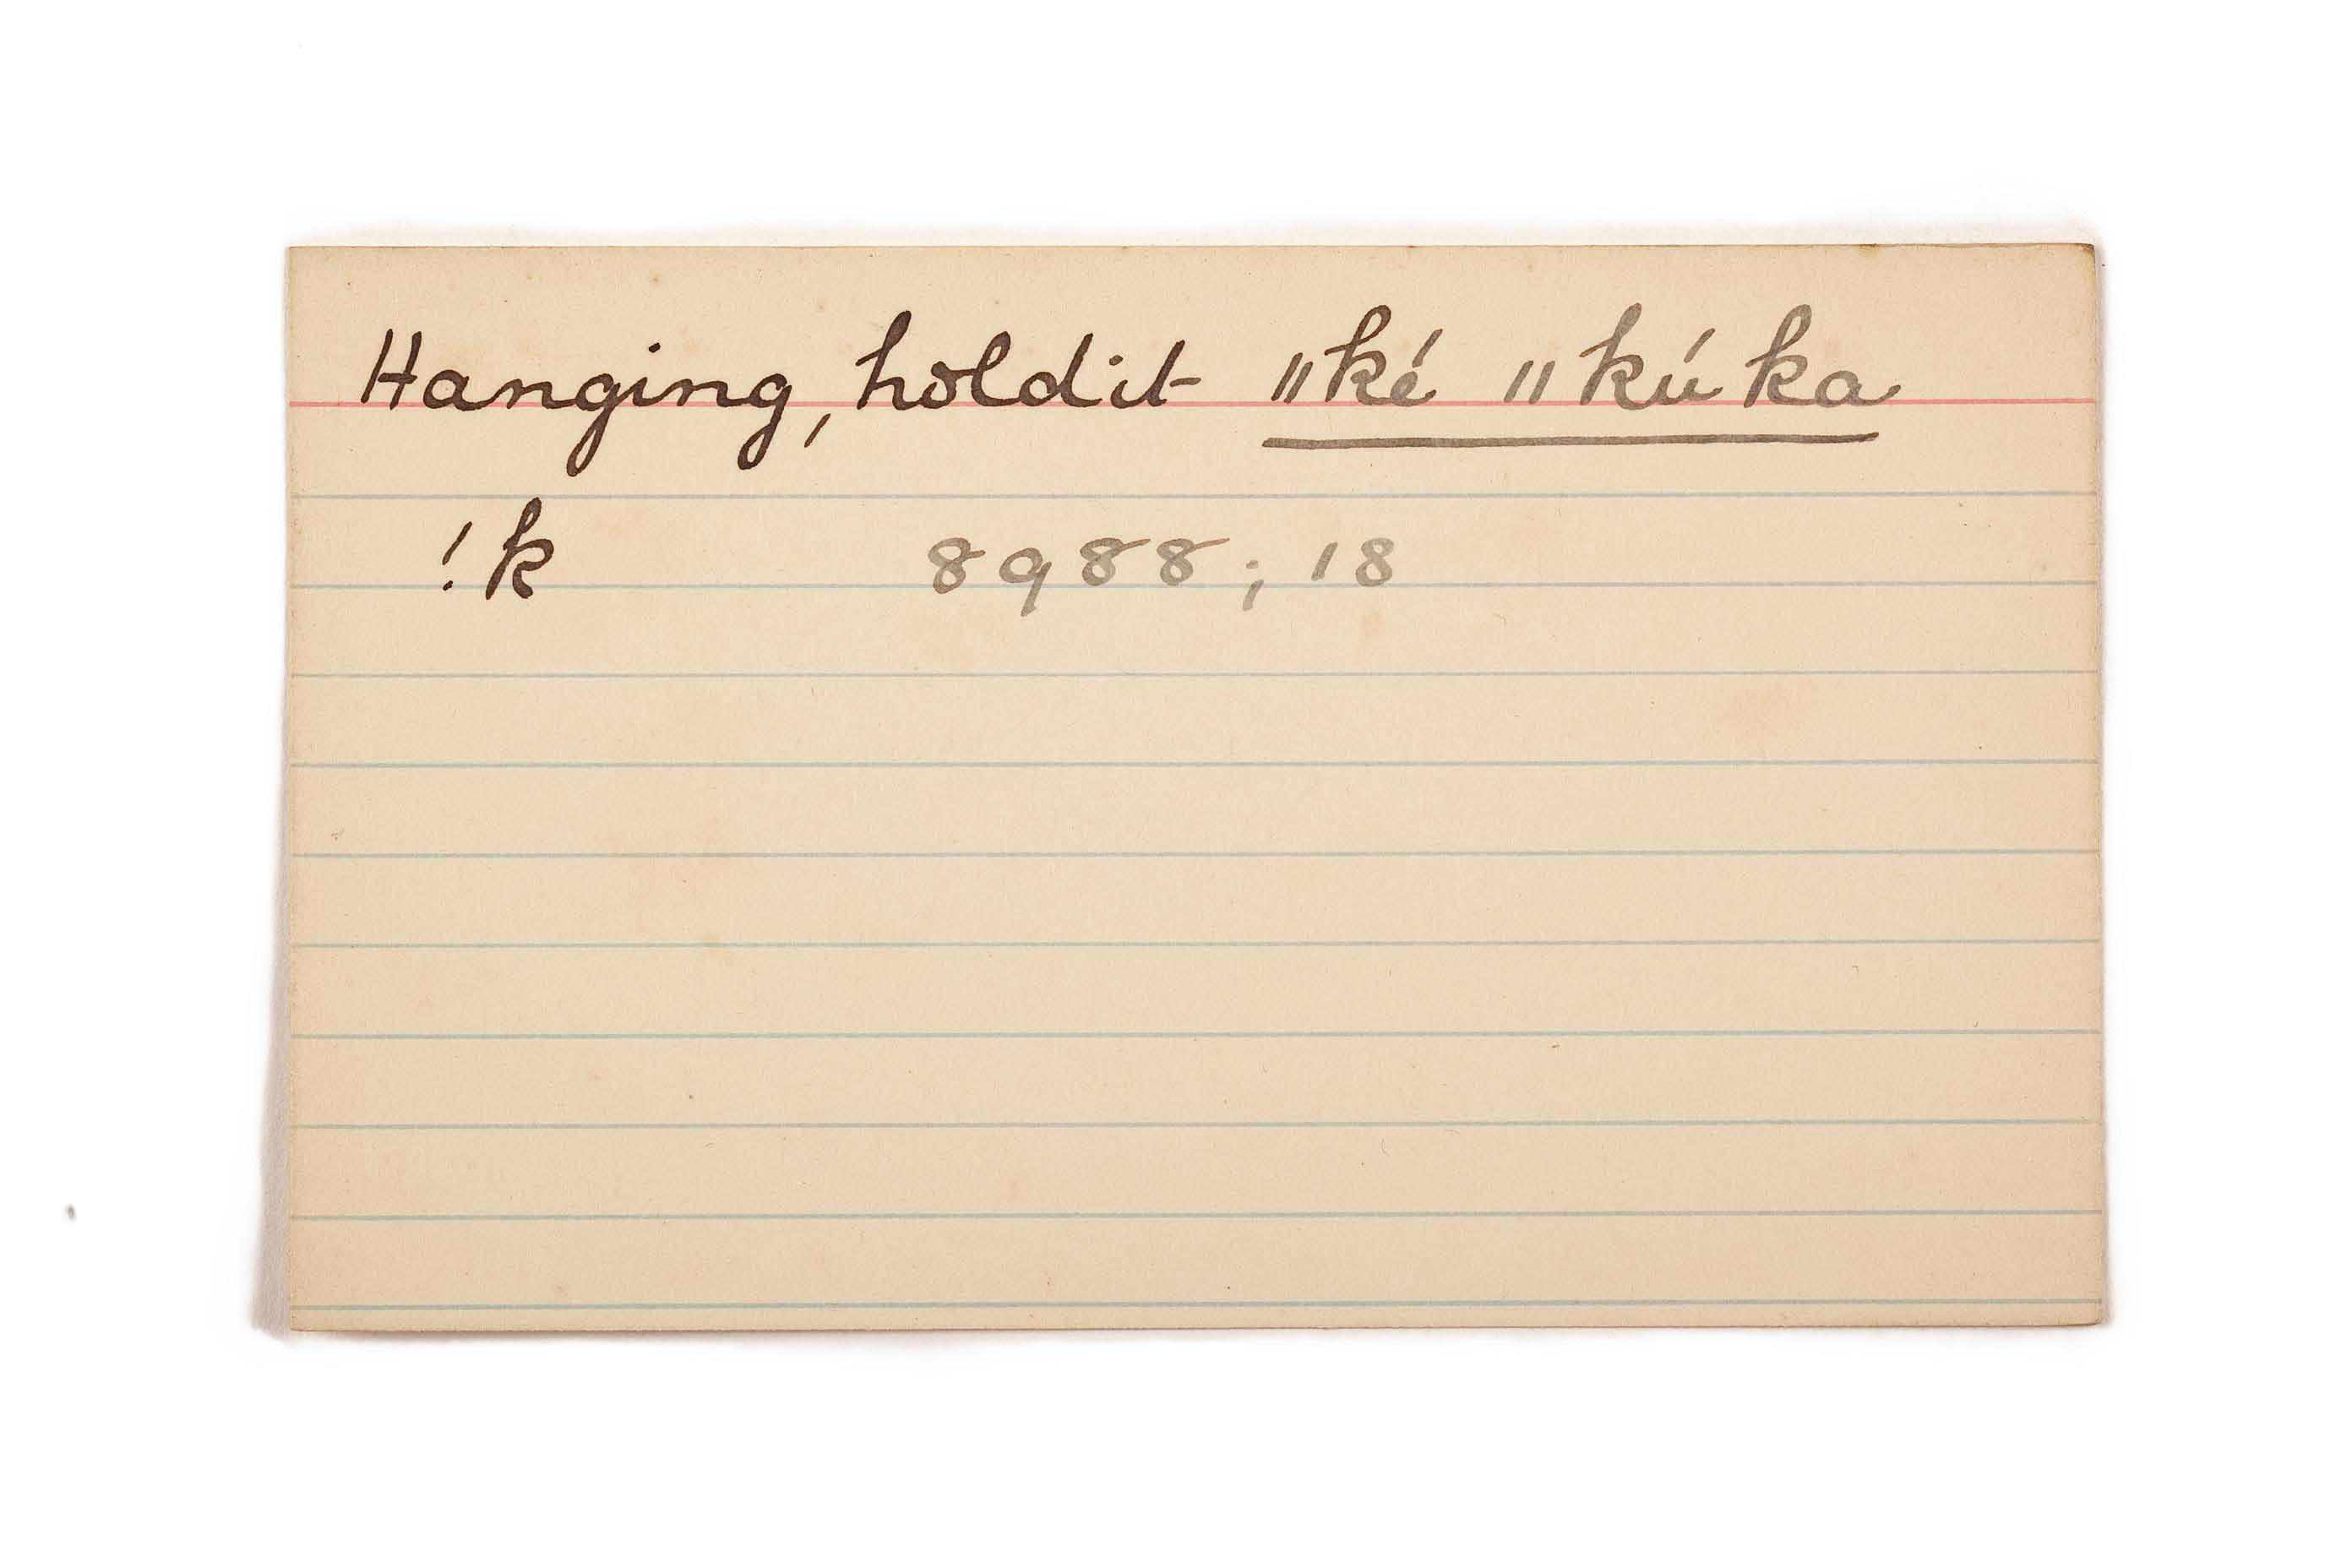 Hanging, hold it ǁké ǁkúka
!k 8988; 18